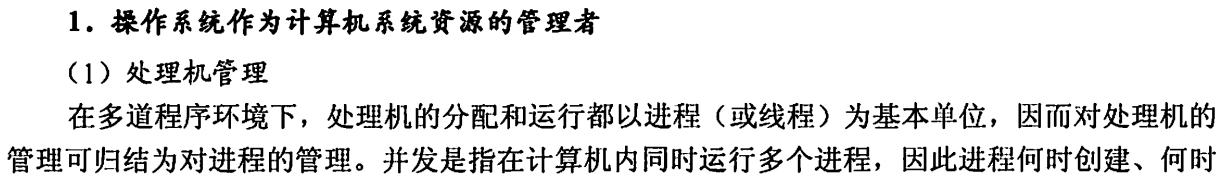 1. 操作系统作为计算机系统资源的管理者
（1）处理机管理
在多道程序环境下，处理机的分配和运行都以进程（或线程）为基本单位，因而对处理机的
管理可归结为对进程的管理。并发是指在计算机内同时运行多个进程，因此进程何时创建、何时